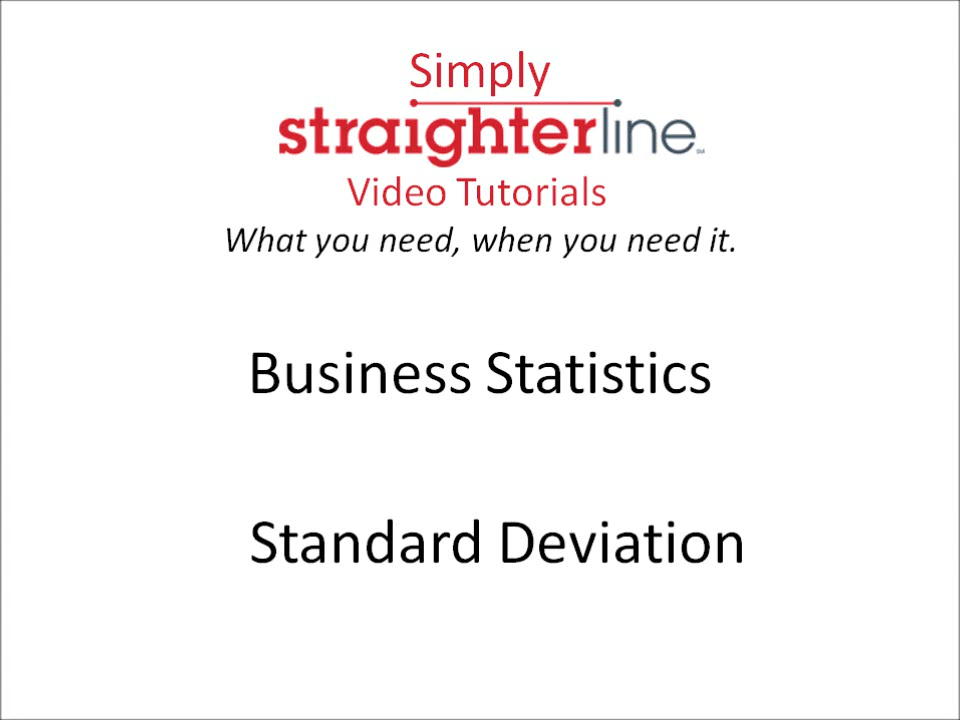 Simply
straighterline
Video Tutorials
What you need, when you need it.
Business Statistics
Standard Deviation